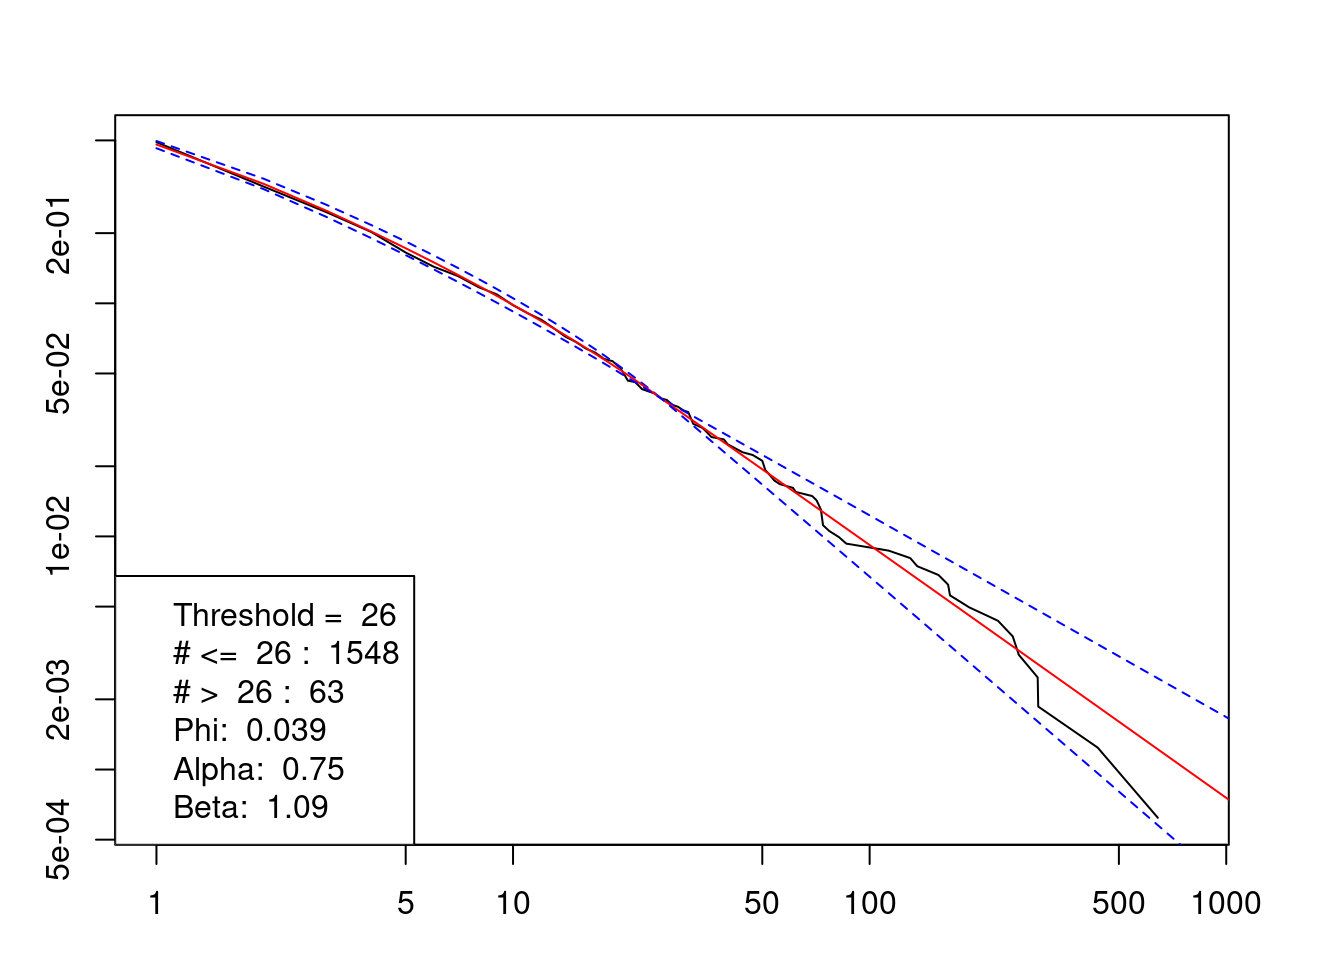 2e-01
5e-02
1e-02
2e-03
5e-04
Threshold = 26
# <= 26 : 1548
# > 26 : 63
Phi: 0.039
Alpha: 0.75
Beta: 1.09
1 5 10 50 100 500 1000